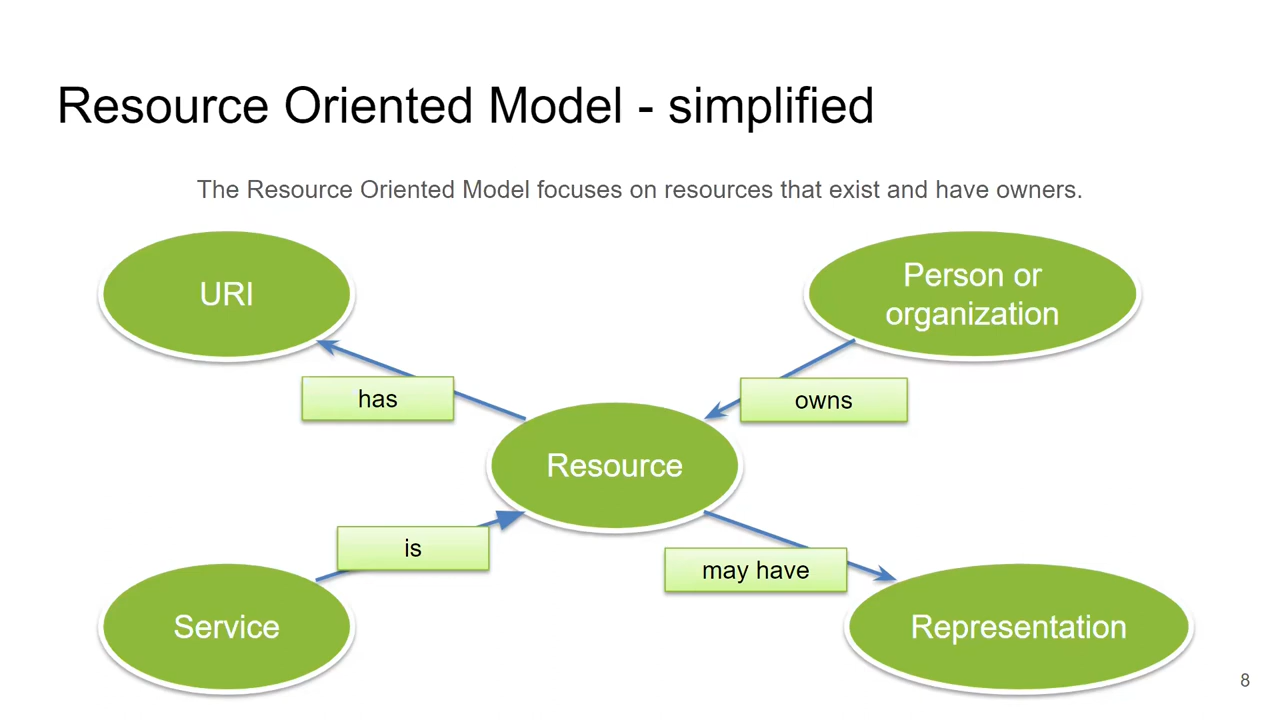 Resource Oriented Model - simplified
The Resource Oriented Model focuses on resources that exist and have owners.
URI
Person or
organization
has
owns
Resource
is
may have
Service
Representation
8